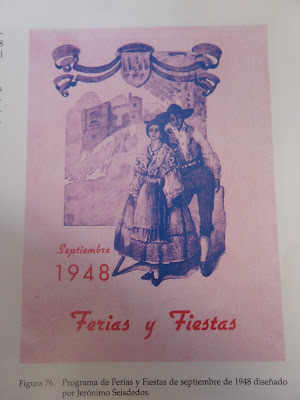 Septiembre
1948
Ferias y Fiestas
Figura 76. Programa de Ferias y Fiestas de septiembre de 1948 diseñado
por Jerónimo Seisdedos.